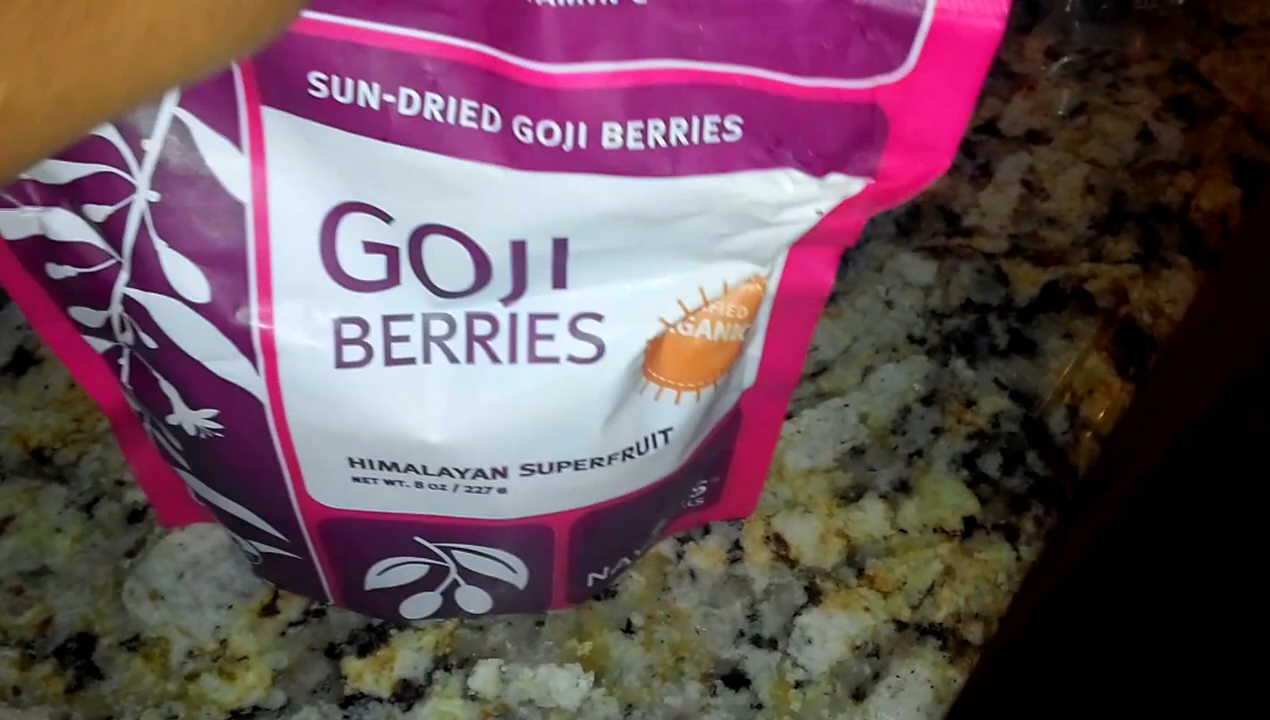 SUN-DRIED GOJI BERRIES
GOJI
BERRIES
HIMALAYAN SUPERFRUIT
NET WT. 8 OZ / 227 g